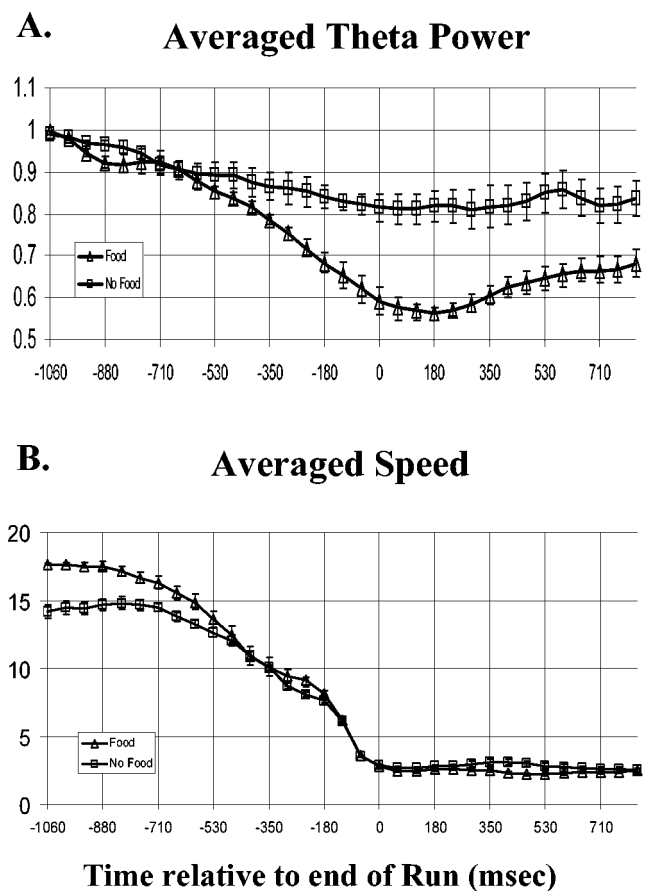 A.
Averaged Theta Power
1.1
1
0.9
0.8
0.7
0.6
0.5
Food
No Food
-1060 -880 -710 -530 -350 -180 0 180 350 530 710
B.
Averaged Speed
20
15
10
5
0
Food
No Food
-1060 -880 -710 -530 -350 -180 0 180 350 530 710
Time relative to end of Run (msec)